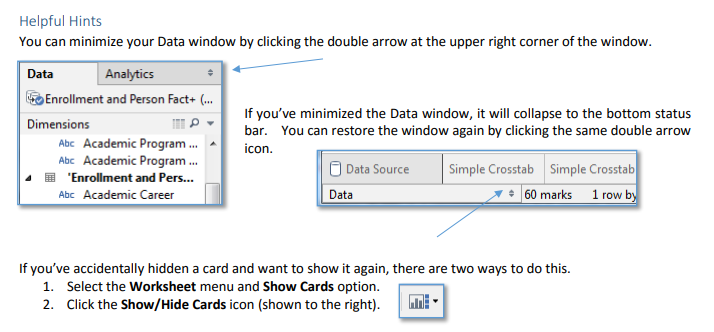 Helpful Hints
You can minimize your Data window by clicking the double arrow at the upper right corner of the window.
Data Analytics
Enrollment and Person Fact+ (...
Dimensions
Abc Academic Program ...
Abc Academic Program ...
'Enrollment and Pers...
Abc Academic Career
If you've minimized the Data window, it will collapse to the bottom status
bar. You can restore the window again by clicking the same double arrow
icon.
Data Source Simple Crosstab Simple Crosstab
Data 60 marks 1 row by
If you've accidentally hidden a card and want to show it again, there are two ways to do this.
1. Select the Worksheet menu and Show Cards option.
2. Click the Show/Hide Cards icon (shown to the right).